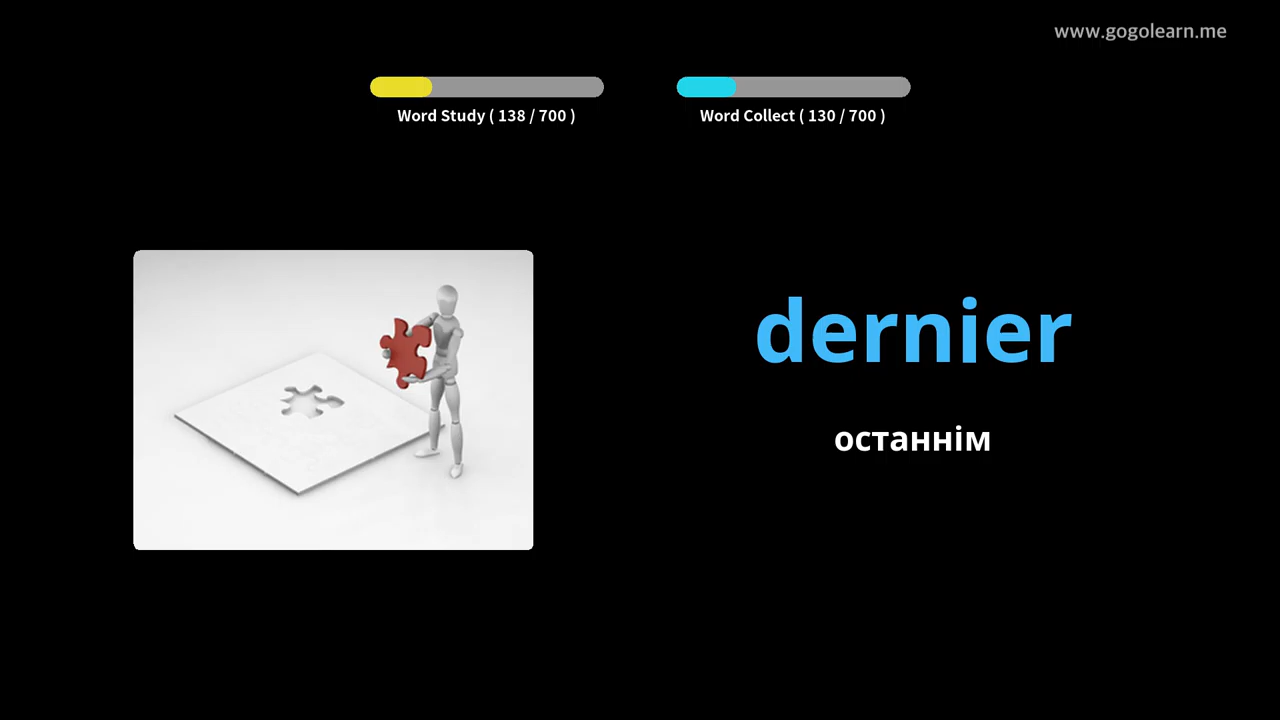 www.gogolearn.me
Word Study ( 138 / 700 )
Word Collect ( 130 / 700 )
dernier
останнім